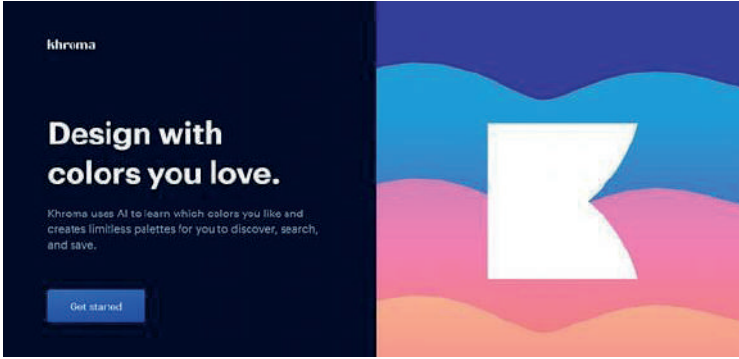 khroma
Design with
colors you love.
Khroma uses AI to learn which colors you like and
creates limitless palettes for you to discover, search,
and save.
Get started